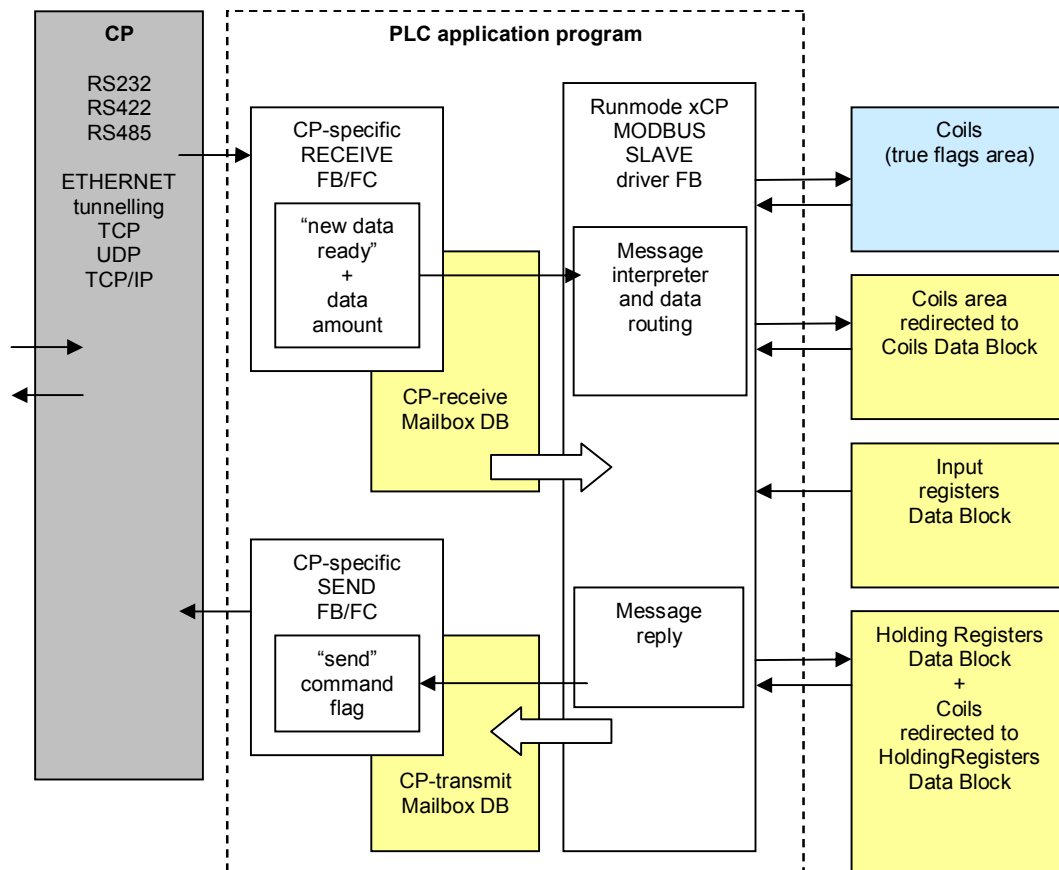 CP
RS232
RS422
RS485
ETHERNET
tunnelling
TCP
UDP
TCP/IP
PLC application program
CP-specific
RECEIVE
FB/FC
“new data
ready”
+
data
amount
CP-receive
Mailbox DB
CP-specific
SEND
FB/FC
“send”
command
flag
CP-transmit
Mailbox DB
Runmode xCP
MODBUS
SLAVE
driver FB
Message
interpreter
and data
routing
Message
reply
Coils
(true flags area)
Coils area
redirected to
Coils Data Block
Input
registers
Data Block
Holding Registers
Data Block
+
Coils
redirected to
HoldingRegisters
Data Block